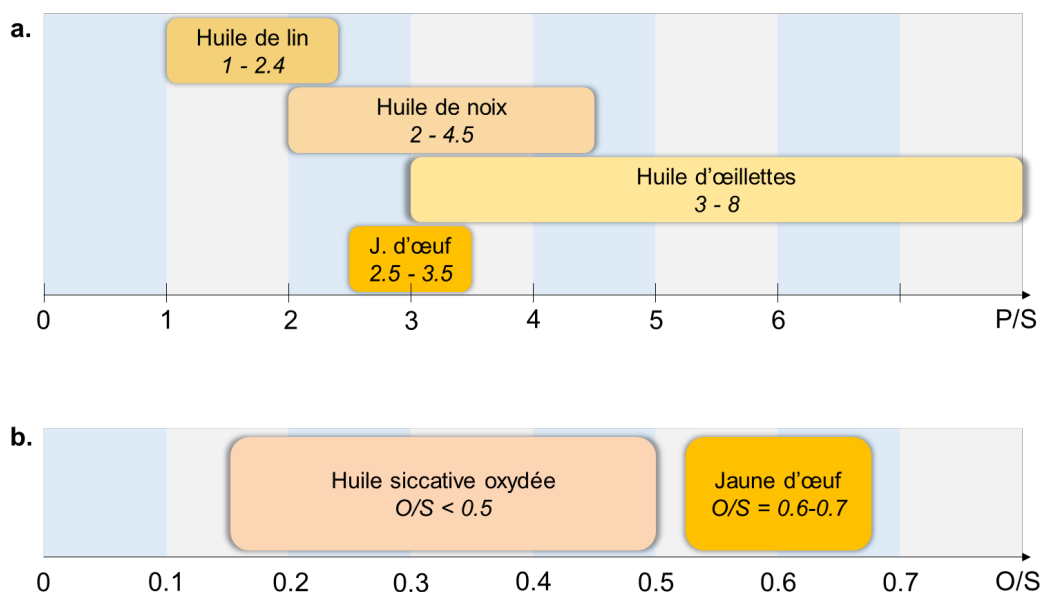 a.
Huile de lin
1 - 2.4
Huile de noix
2 - 4.5
Huile d’œillettes
3 - 8
J. d’œuf
2.5 - 3.5
0 1 2 3 4 5 6 P/S
b.
Huile siccative oxydée
O/S < 0.5
Jaune d’œuf
O/S = 0.6-0.7
0 0.1 0.2 0.3 0.4 0.5 0.6 0.7 O/S